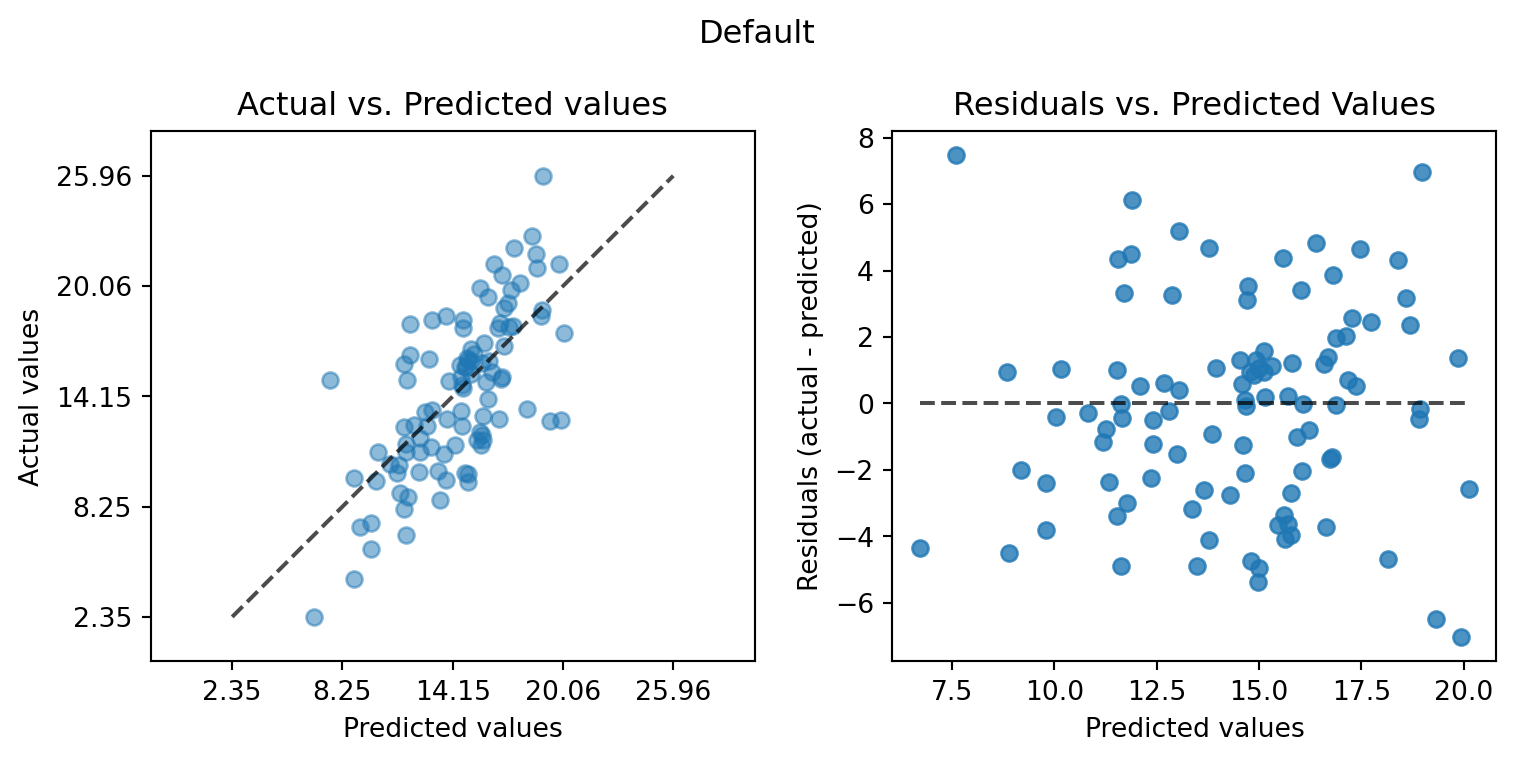 Default
Actual vs. Predicted values
25.96
20.06
14.15
8.25
2.35
Actual values
2.35 8.25 14.15 20.06 25.96
Predicted values
Residuals vs. Predicted Values
8
6
4
2
0
−2
−4
−6
Residuals (actual - predicted)
7.5 10.0 12.5 15.0 17.5 20.0
Predicted values